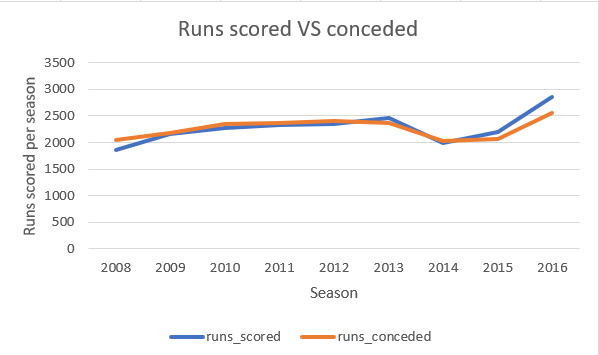 Runs scored VS conceded
Runs scored per season
3500
3000
2500
2000
1500
1000
500
0
2008 2009 2010 2011 2012 2013 2014 2015 2016
Season
runs_scored runs_conceded